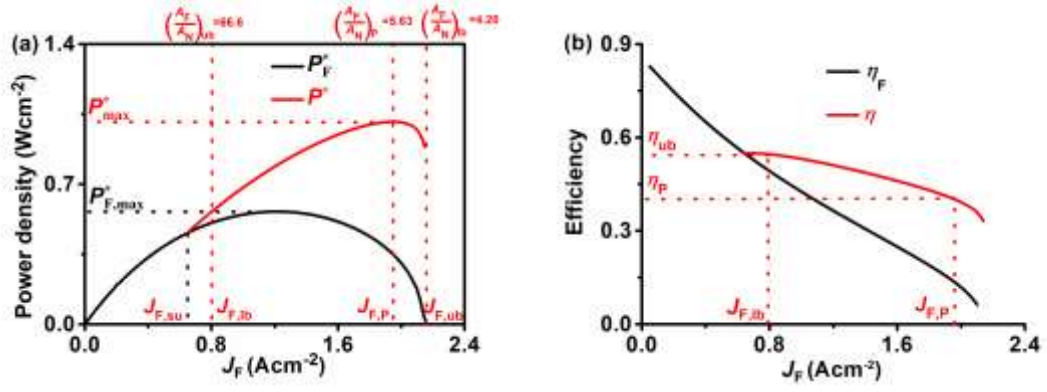 (A_F/A_N)_ub =66.6 (A_F/A_N)_P =5.63 (A_F/A_N)_lb =4.20
(a)
1.4
0.7
0.0
Power density (Wcm⁻²)
P*_F
P*
P*_max
P*_F,max
J_F,su J_F,lb J_F,P J_F,ub
0.0 0.8 1.6 2.4
J_F (Acm⁻²)
(b)
0.9
0.6
0.3
0.0
Efficiency
η_F
η
η_ub
η_P
J_F,lb J_F,P
0.0 0.8 1.6 2.4
J_F (Acm⁻²)